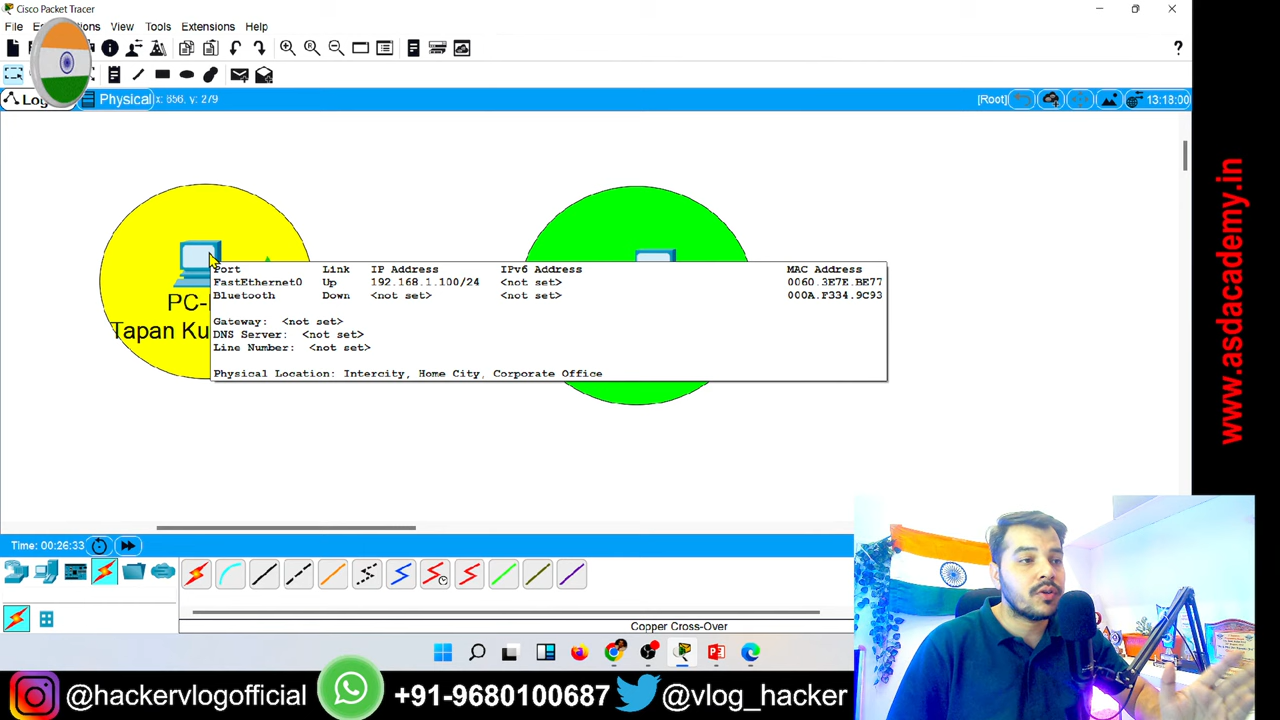 Cisco Packet Tracer
File
View Tools Extensions Help
Physical x: 856, y: 279
[Root] 13:18:00
Port Link IP Address IPv6 Address MAC Address
FastEthernet0 Up 192.168.1.100/24 <not set> 0060.3E7E.BE77
Bluetooth Down <not set> <not set> 000A.F334.9C93
Gateway: <not set>
DNS Server: <not set>
Line Number: <not set>
Physical Location: Intercity, Home City, Corporate Office
PC-
Tapan Ku
www.asdacademy.in
Time: 00:26:33
Copper Cross-Over
@hackervlogofficial +91-9680100687 @vlog_hacker